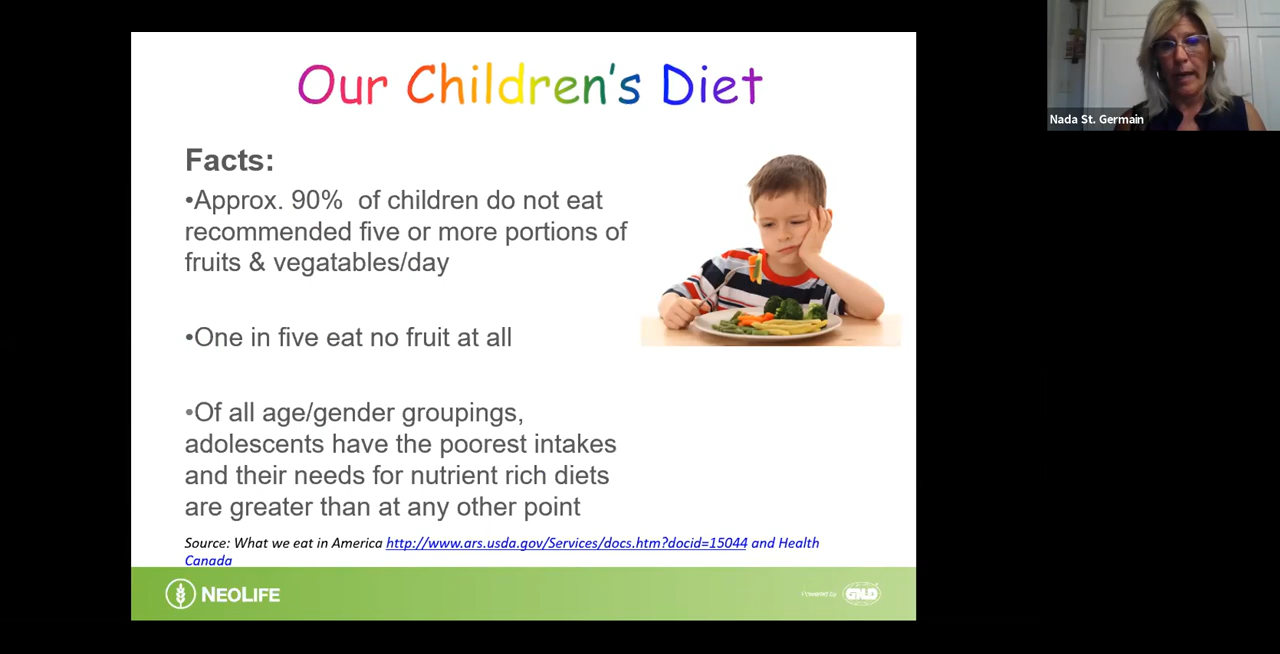 Our Children's Diet
Nada St. Germain
Facts:
•Approx. 90%  of children do not eat
recommended five or more portions of
fruits & vegatables/day
•One in five eat no fruit at all
•Of all age/gender groupings,
adolescents have the poorest intakes
and their needs for nutrient rich diets
are greater than at any other point
Source: What we eat in America http://www.ars.usda.gov/Services/docs.htm?docid=15044 and Health
Canada
NEOLIFE
POWERED by GNLD